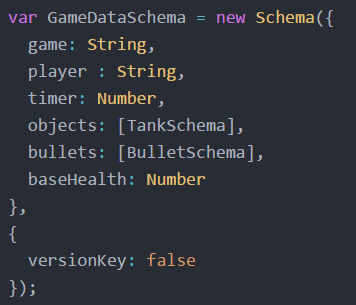 var GameDataSchema = new Schema({
  game: String,
  player : String,
  timer: Number,
  objects: [TankSchema],
  bullets: [BulletSchema],
  baseHealth: Number
},
{
  versionKey: false
});